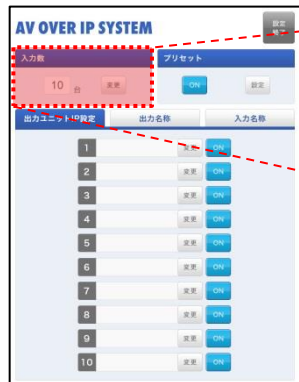 AV OVER IP SYSTEM
設定
終了
入力数
プリセット
10 台 変更
ON 設定
出力ユニットIP設定 出力名称 入力名称
1 変更 ON
2 変更 ON
3 変更 ON
4 変更 ON
5 変更 ON
6 変更 ON
7 変更 ON
8 変更 ON
9 変更 ON
10 変更 ON